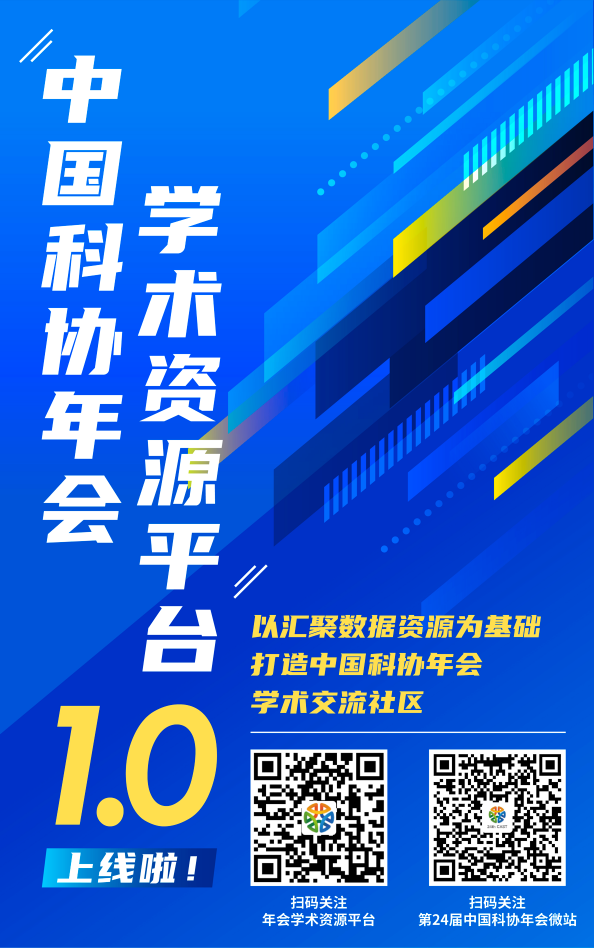 中国科协年会
学术资源平台
1.0
上线啦！
以汇聚数据资源为基础
打造中国科协年会
学术交流社区
扫码关注
年会学术资源平台
扫码关注
第24届中国科协年会微站